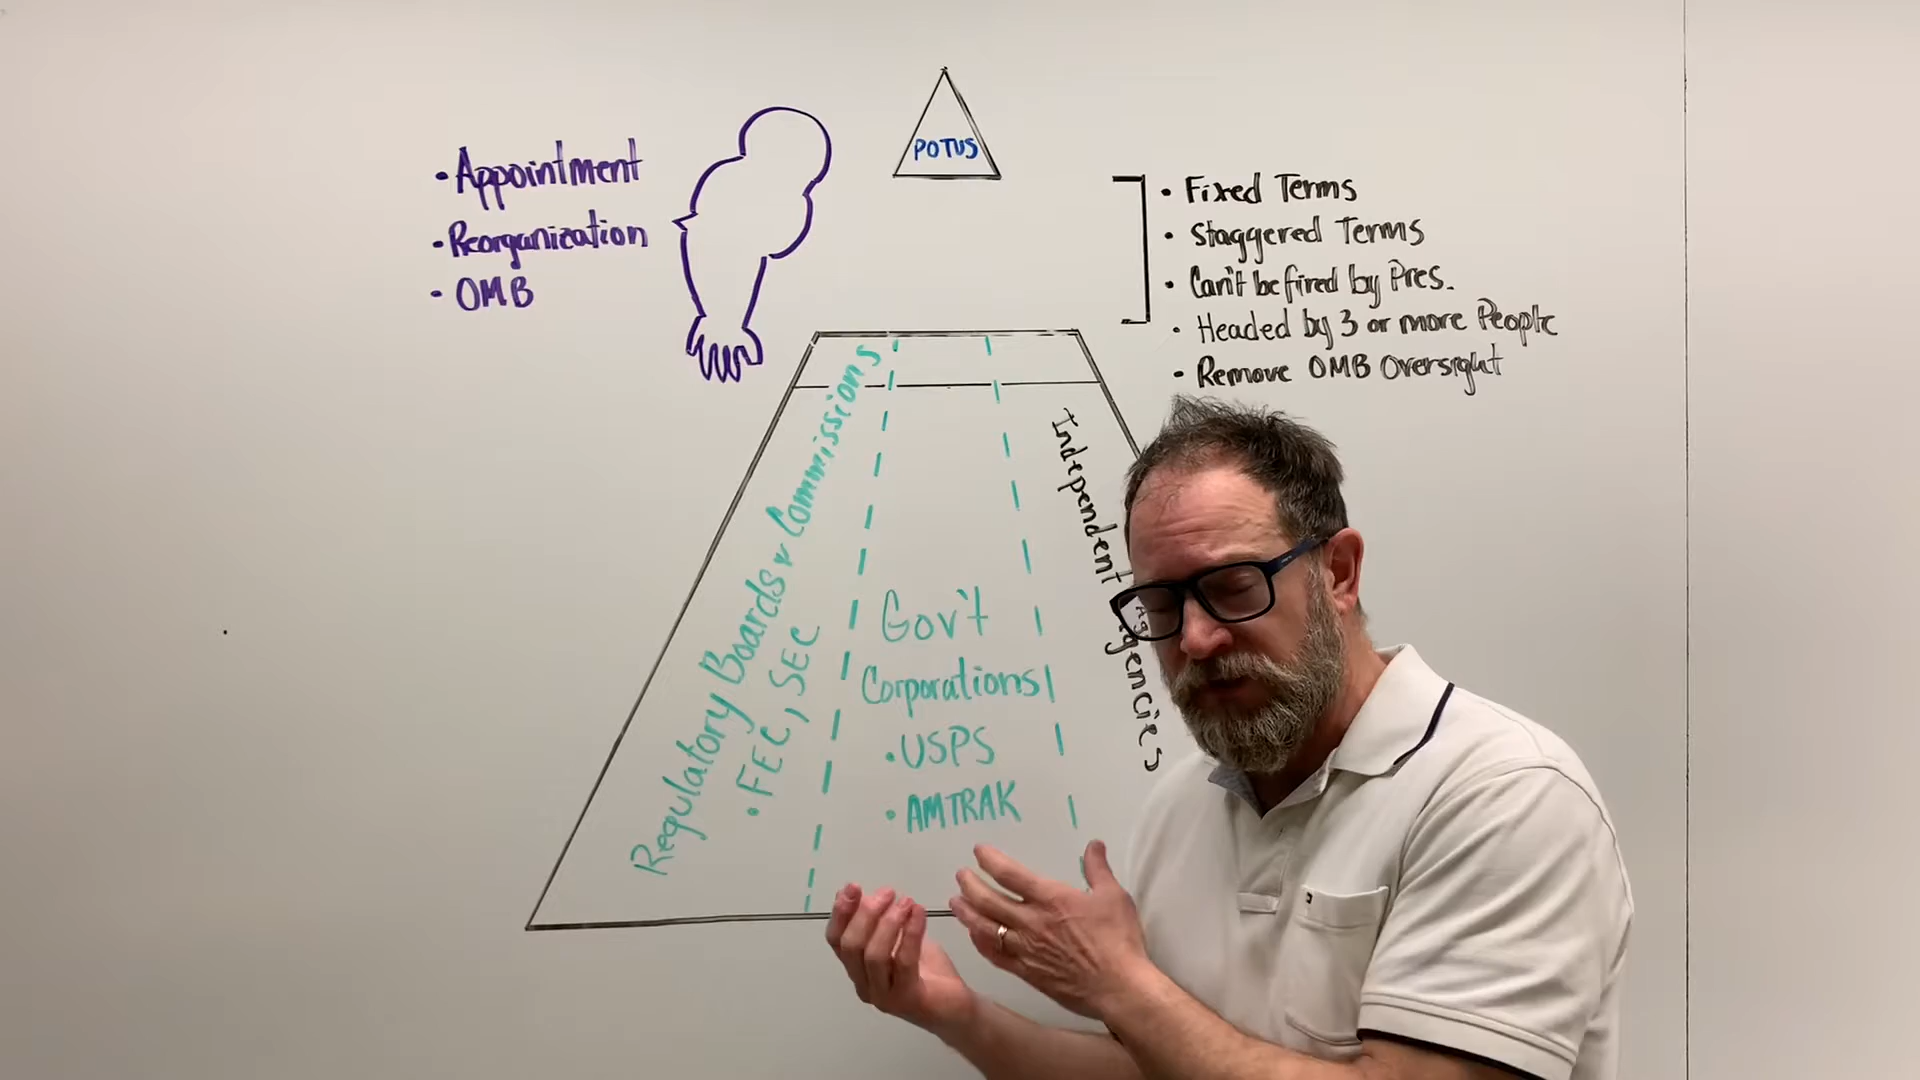 POTUS
• Appointment
• Reorganization
• OMB
• Fixed Terms
• Staggered Terms
• Can't be fired by Pres.
• Headed by 3 or more People
• Remove OMB Oversight
Regulatory Boards & Commissions
• FEC, SEC
Gov't
Corporations
• USPS
• AMTRAK
Independent Agencies